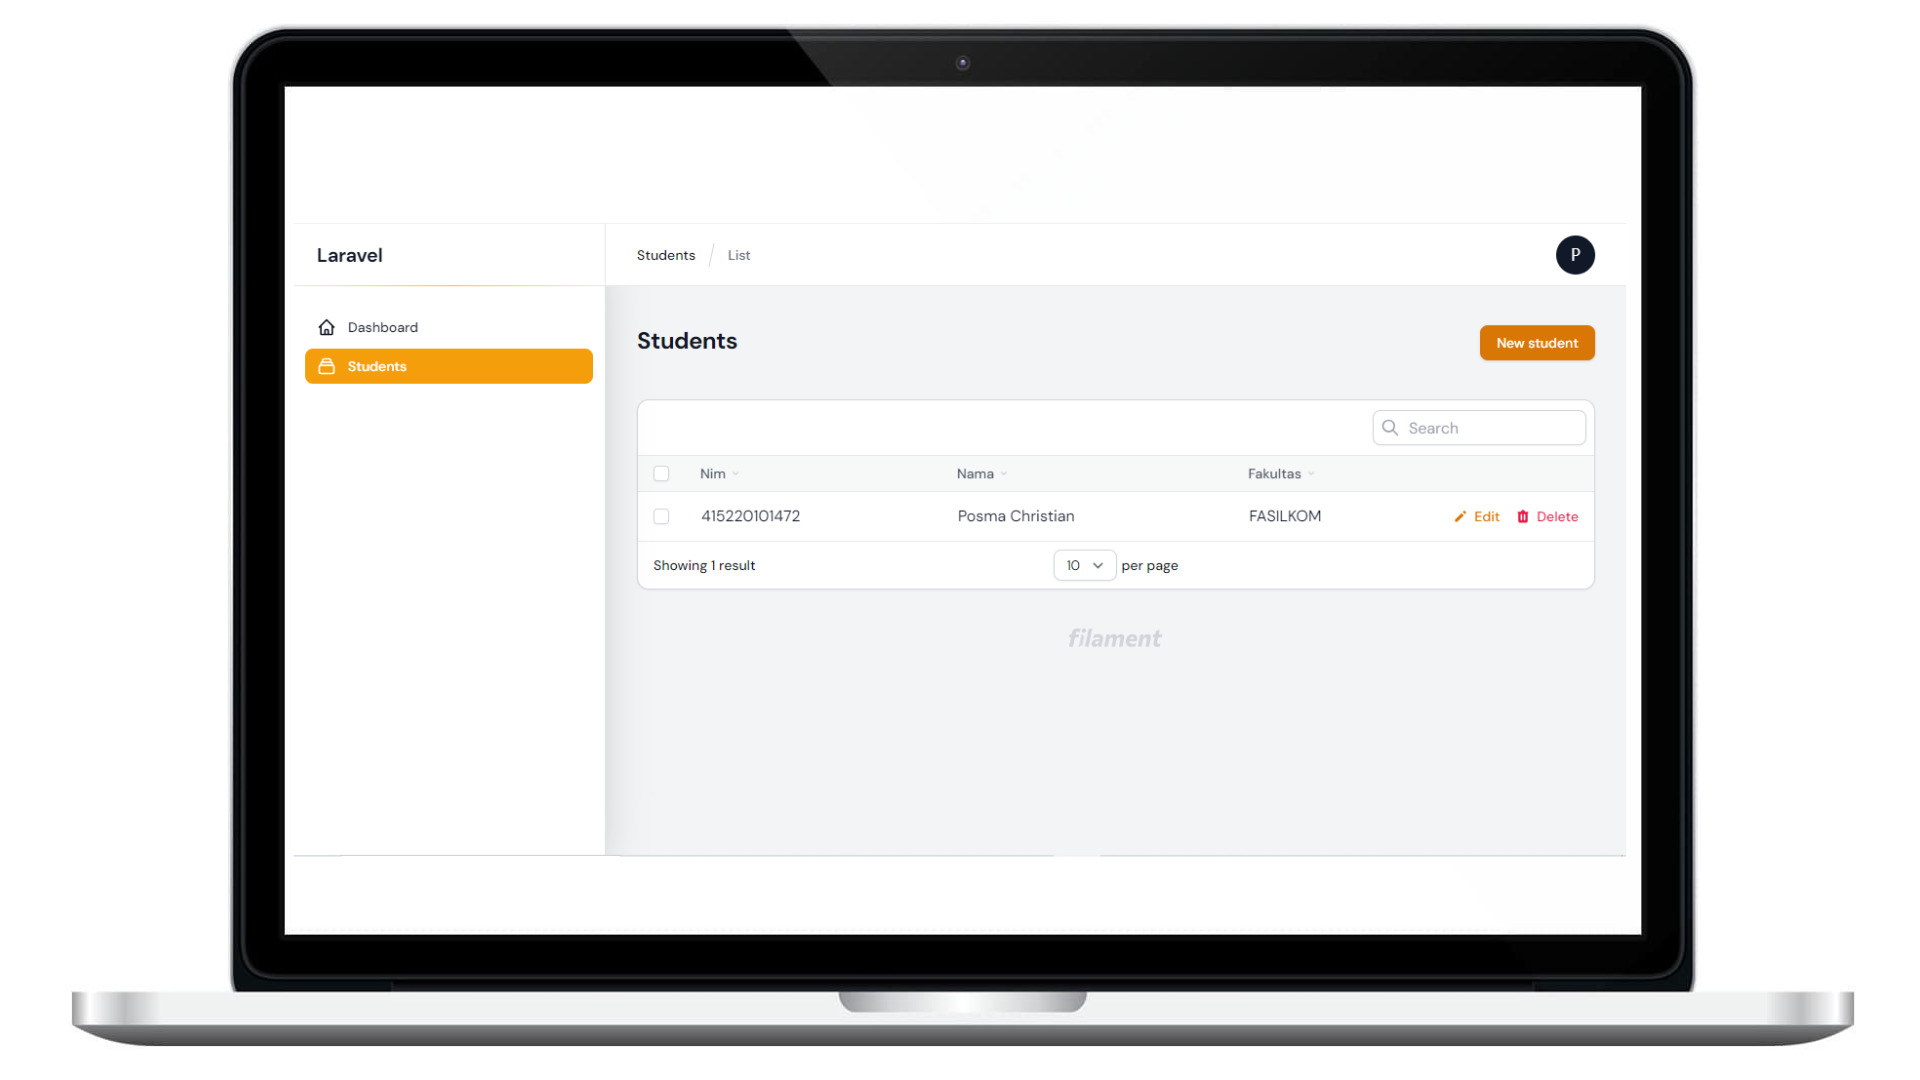 Laravel
Students / List
P
Dashboard
Students
Students
New student
Search
Nim Nama Fakultas
415220101472 Posma Christian FASILKOM Edit Delete
Showing 1 result 10 per page
filament